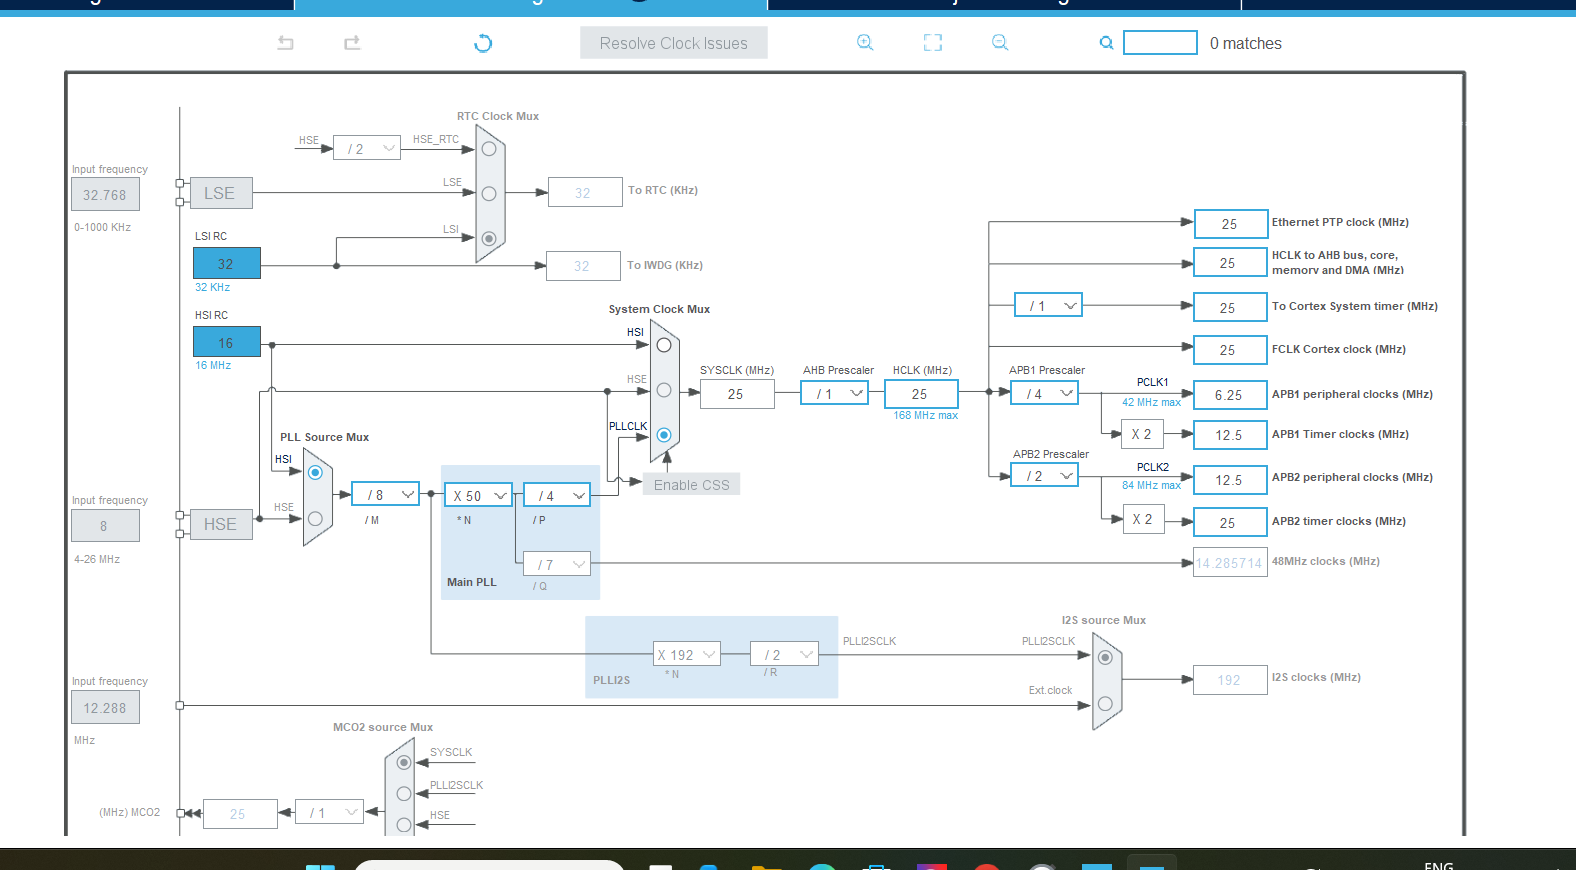 Resolve Clock Issues
0 matches
RTC Clock Mux
HSE
/ 2
HSE_RTC
Input frequency
32.768
0-1000 KHz
LSE
LSE
32
To RTC (KHz)
LSI RC
32
32 KHz
LSI
32
To IWDG (KHz)
HSI RC
16
16 MHz
System Clock Mux
HSI
HSE
PLLCLK
SYSCLK (MHz)
25
AHB Prescaler
/ 1
HCLK (MHz)
25
168 MHz max
25
Ethernet PTP clock (MHz)
25
HCLK to AHB bus, core,
memory and DMA (MHz)
/ 1
25
To Cortex System timer (MHz)
25
FCLK Cortex clock (MHz)
APB1 Prescaler
/ 4
PCLK1
42 MHz max
6.25
APB1 peripheral clocks (MHz)
X 2
12.5
APB1 Timer clocks (MHz)
APB2 Prescaler
/ 2
PCLK2
84 MHz max
12.5
APB2 peripheral clocks (MHz)
X 2
25
APB2 timer clocks (MHz)
14.285714
48MHz clocks (MHz)
PLL Source Mux
HSI
HSE
Input frequency
8
4-26 MHz
HSE
/ 8
/ M
X 50
* N
/ 4
/ P
/ 7
/ Q
Main PLL
Enable CSS
PLLI2S
X 192
* N
/ 2
/ R
PLLI2SCLK
I2S source Mux
PLLI2SCLK
Ext.clock
192
I2S clocks (MHz)
Input frequency
12.288
MHz
MCO2 source Mux
SYSCLK
PLLI2SCLK
HSE
(MHz) MCO2
25
/ 1
ENG